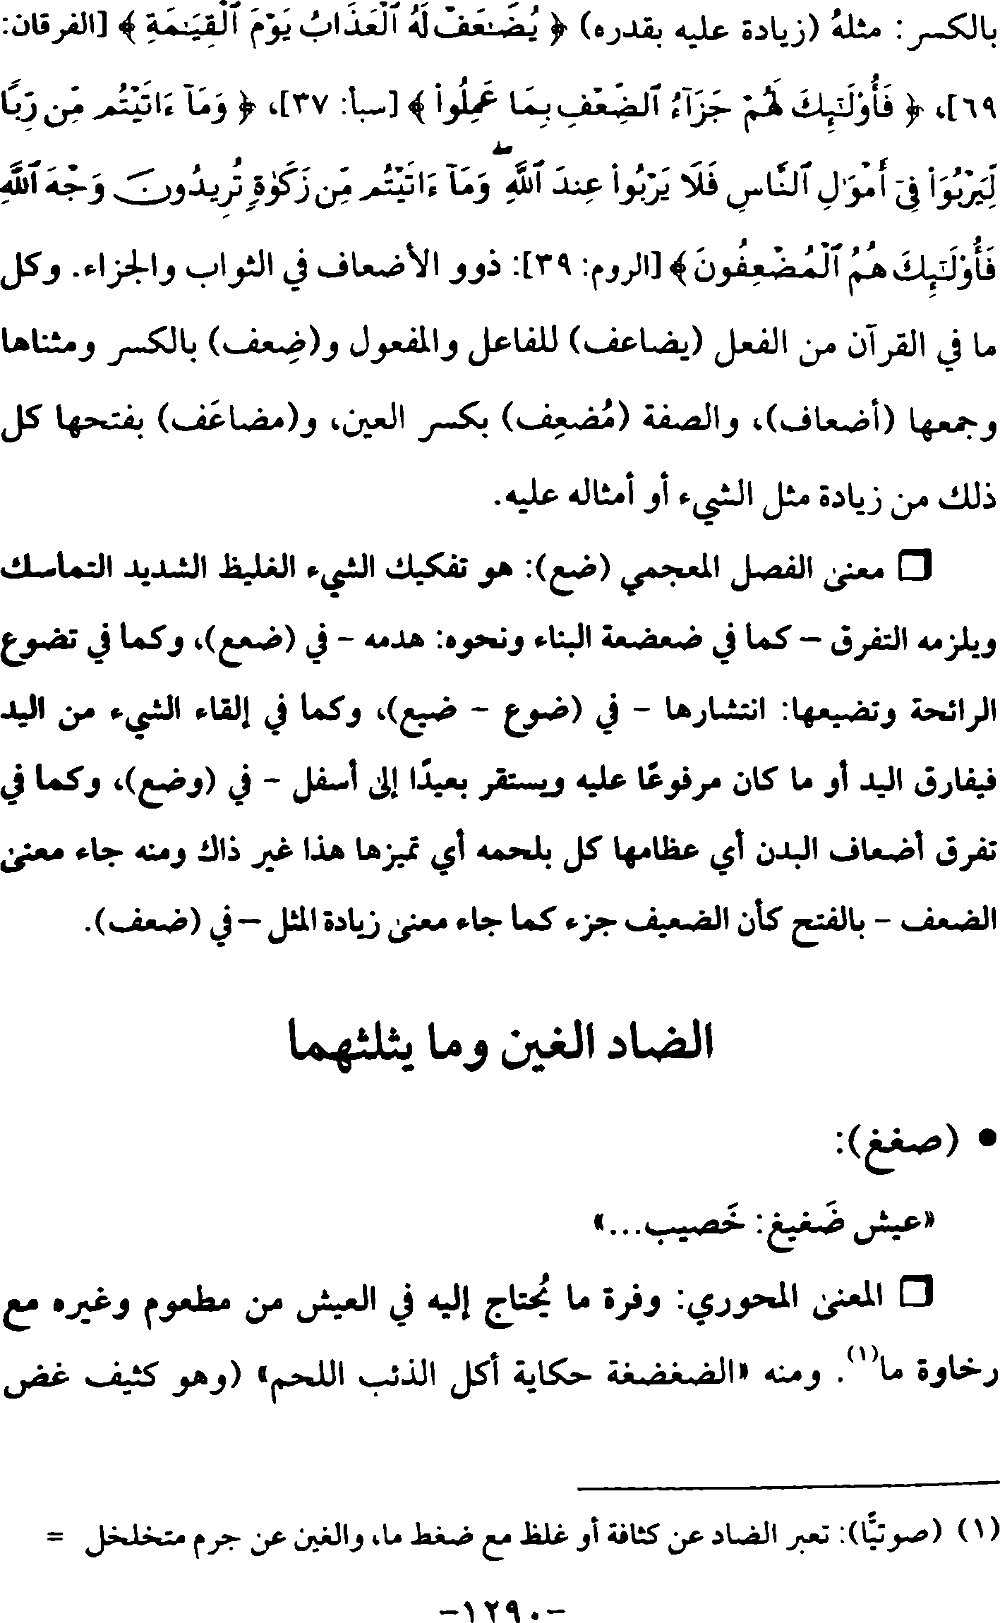 بالكسر: مثلهُ (زيادة عليه بقدره) ﴿ يُضَـٰعَفْ لَهُ ٱلْعَذَابُ يَوْمَ ٱلْقِيَـٰمَةِ ﴾ [الفرقان:
٦٩]، ﴿ فَأُوْلَـٰٓئِكَ لَهُمْ جَزَآءُ ٱلضِّعْفِ بِمَا عَمِلُواْ ﴾ [سبأ: ٣٧]، ﴿ وَمَآ ءَاتَيْتُم مِّن رِّبًا
لِّيَرْبُوَاْ فِىٓ أَمْوَٰلِ ٱلنَّاسِ فَلَا يَرْبُواْ عِندَ ٱللَّهِ ۖ وَمَآ ءَاتَيْتُم مِّن زَكَوٰةٍ تُرِيدُونَ وَجْهَ ٱللَّهِ
فَأُوْلَـٰٓئِكَ هُمُ ٱلْمُضْعِفُونَ ﴾ [الروم: ٣٩]: ذوو الأضعاف في الثواب والجزاء. وكل
ما في القرآن من الفعل (يضاعف) للفاعل والمفعول و(ضِعف) بالكسر ومثناها
وجمعها (أضعاف)، والصفة (مُضعِف) بكسر العين، و(مضاعَف) بفتحها كل
ذلك من زيادة مثل الشيء أو أمثاله عليه.
❐ معنى الفصل المعجمي (ضع): هو تفكيك الشيء الغليظ الشديد التماسك
ويلزمه التفرق – كما في ضعضعة البناء ونحوه: هدمه - في (ضعع)، وكما في تضوع
الرائحة وتضيعها: انتشارها - في (ضوع - ضيع)، وكما في إلقاء الشيء من اليد
فيفارق اليد أو ما كان مرفوعًا عليه ويستقر بعيدًا إلى أسفل - في (وضع)، وكما في
تفرق أضعاف البدن أي عظامها كل بلحمه أي تميزها هذا غير ذاك ومنه جاء معنى
الضعف - بالفتح كأن الضعيف جزء كما جاء معنى زيادة المثل – في (ضعف).
الضاد الغين وما يثلثهما
• (صغغ):
«عيش ضَغيغ: خَصيب...»
❐ المعنى المحوري: وفرة ما يُحتاج إليه في العيش من مطعوم وغيره مع
رخاوة ما(١). ومنه «الضغضغة حكاية أكل الذئب اللحم» (وهو كثيف غض
(١) (صوتيًّا): تعبر الضاد عن كثافة أو غلظ مع ضغط ما، والغين عن جرم متخلخل =
-١٢٩٠-